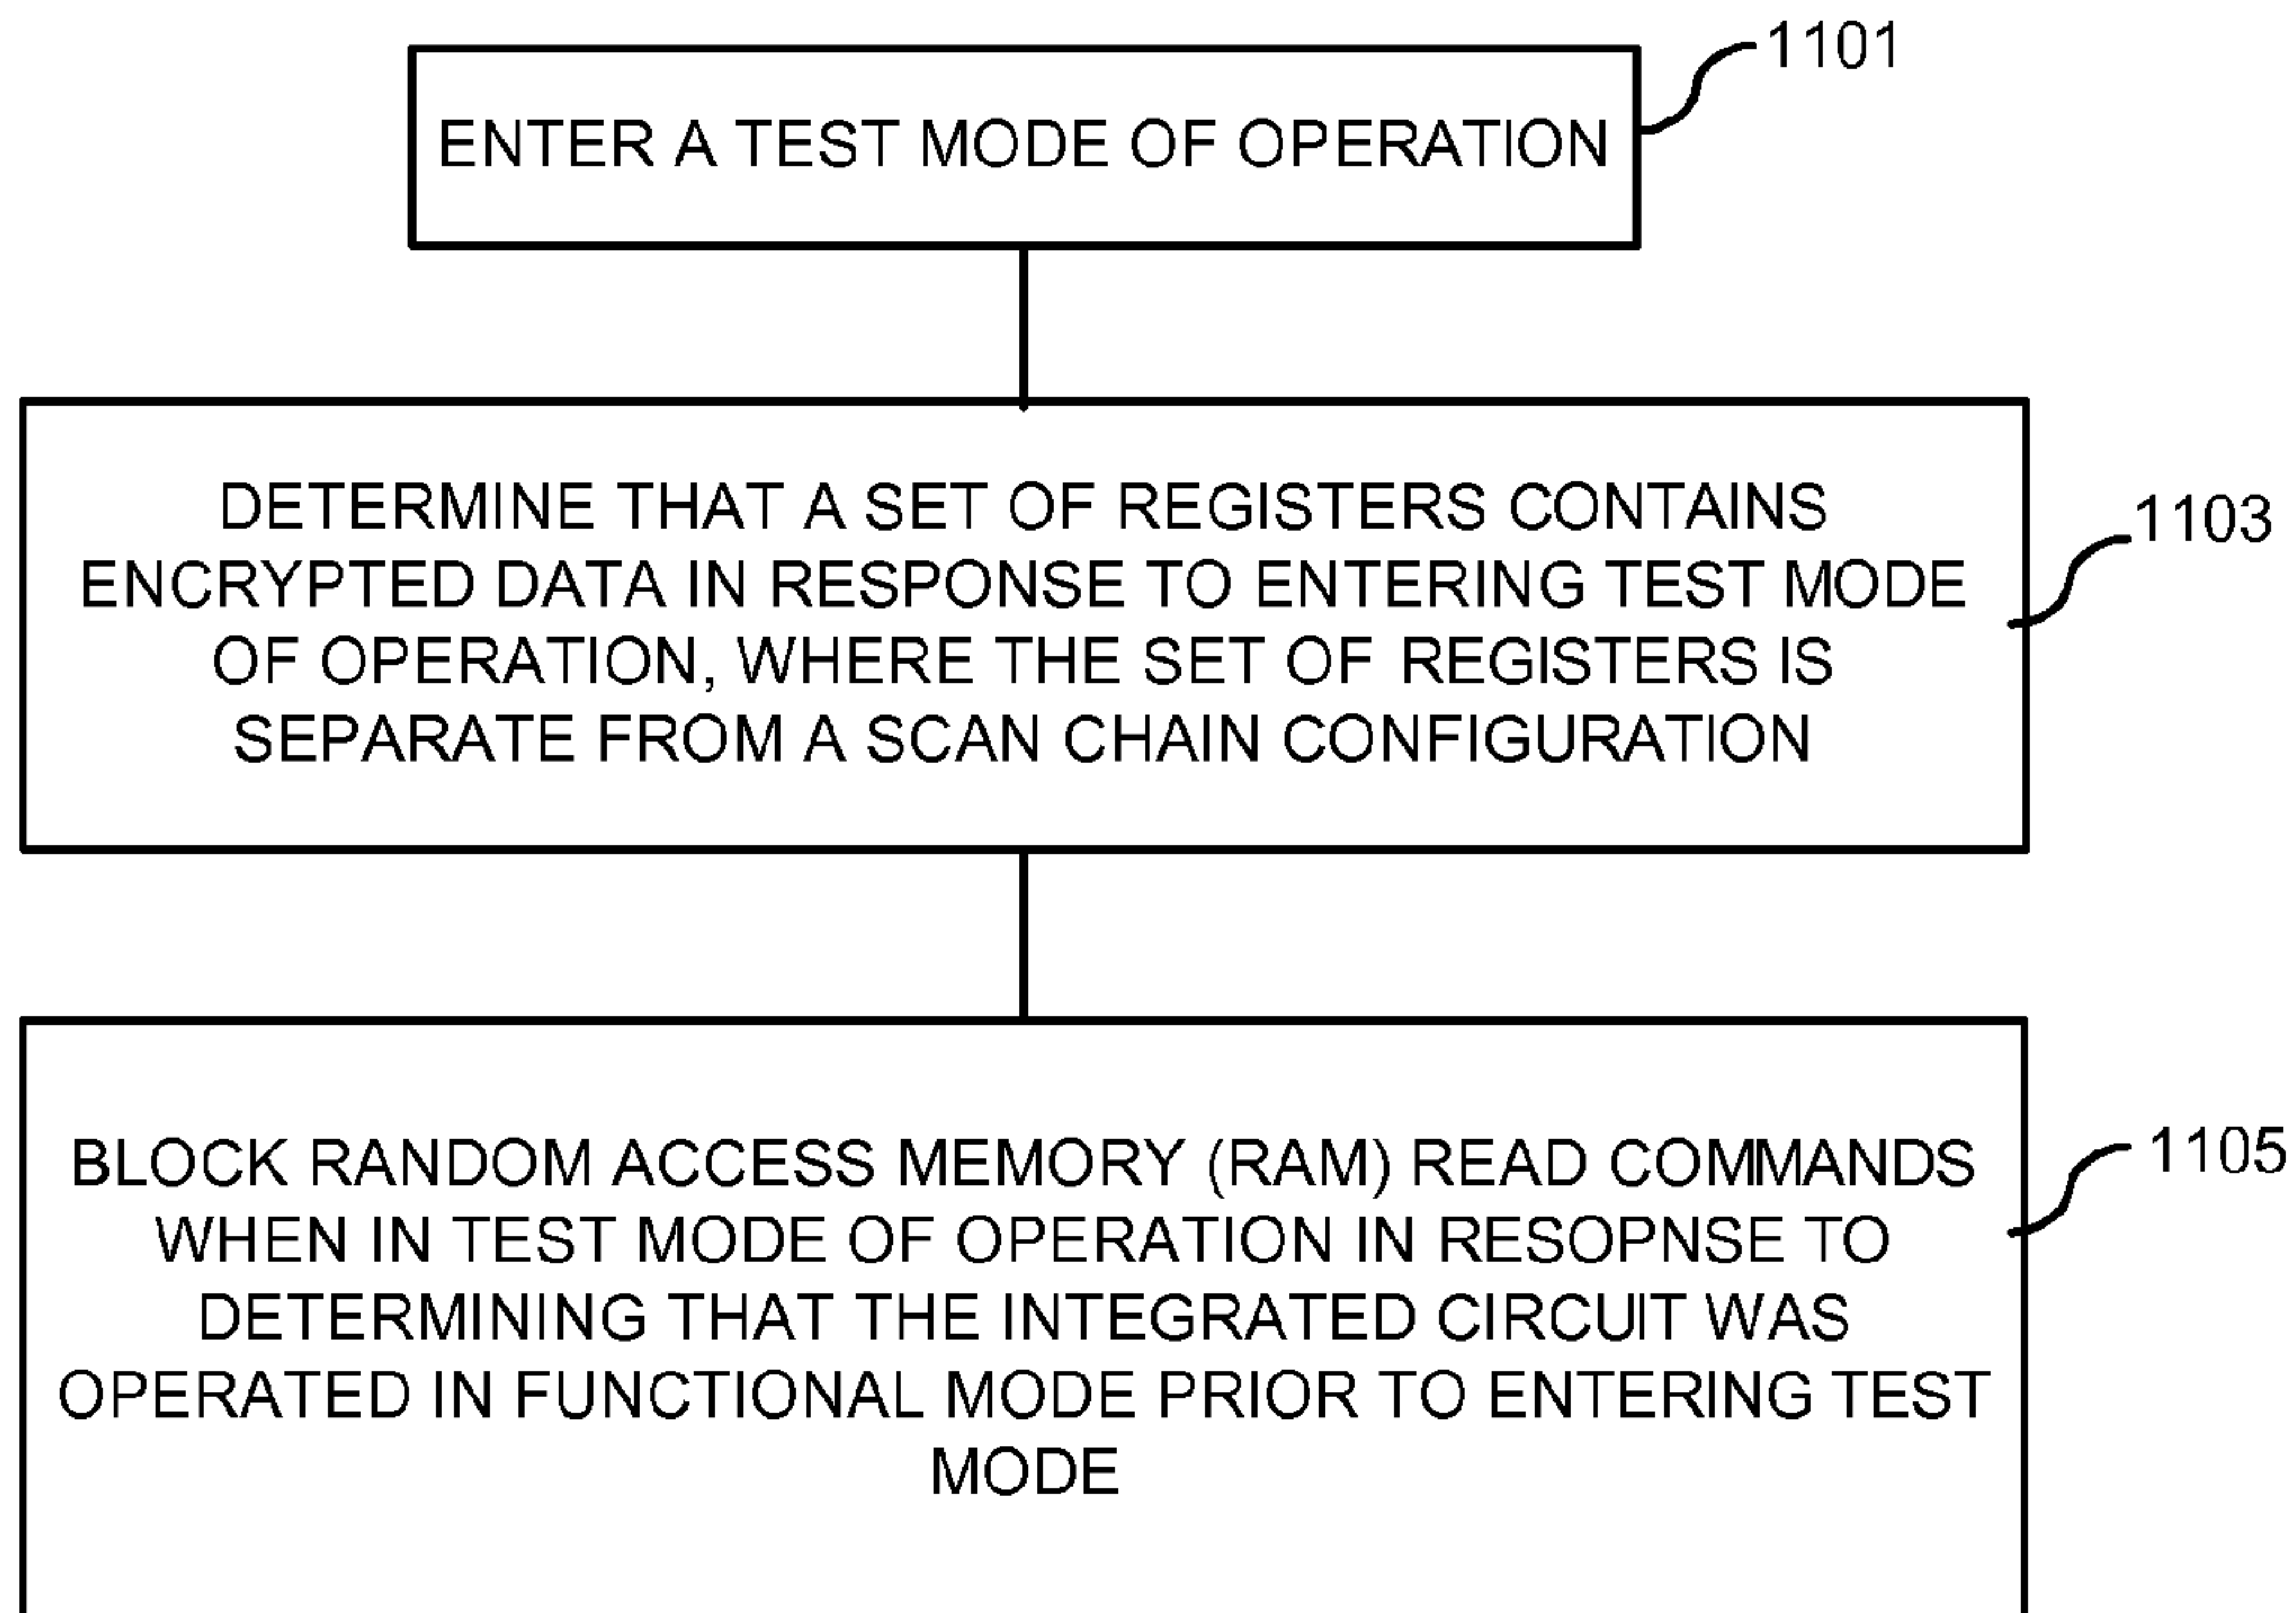 1101
ENTER A TEST MODE OF OPERATION
DETERMINE THAT A SET OF REGISTERS CONTAINS
ENCRYPTED DATA IN RESPONSE TO ENTERING TEST MODE
OF OPERATION, WHERE THE SET OF REGISTERS IS
SEPARATE FROM A SCAN CHAIN CONFIGURATION
1103
BLOCK RANDOM ACCESS MEMORY (RAM) READ COMMANDS
WHEN IN TEST MODE OF OPERATION IN RESOPNSE TO
DETERMINING THAT THE INTEGRATED CIRCUIT WAS
OPERATED IN FUNCTIONAL MODE PRIOR TO ENTERING TEST
MODE
1105